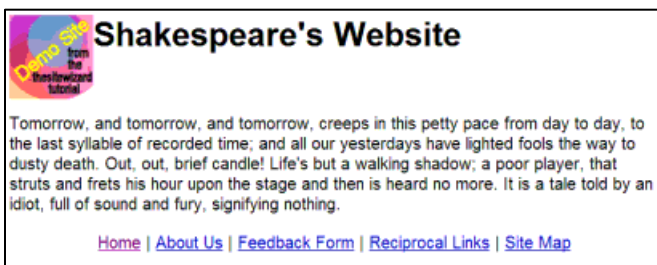 Demo Site
from
the
thesitewizard
tutorial
Shakespeare's Website
Tomorrow, and tomorrow, and tomorrow, creeps in this petty pace from day to day, to
the last syllable of recorded time; and all our yesterdays have lighted fools the way to
dusty death. Out, out, brief candle! Life's but a walking shadow; a poor player, that
struts and frets his hour upon the stage and then is heard no more. It is a tale told by an
idiot, full of sound and fury, signifying nothing.
Home | About Us | Feedback Form | Reciprocal Links | Site Map